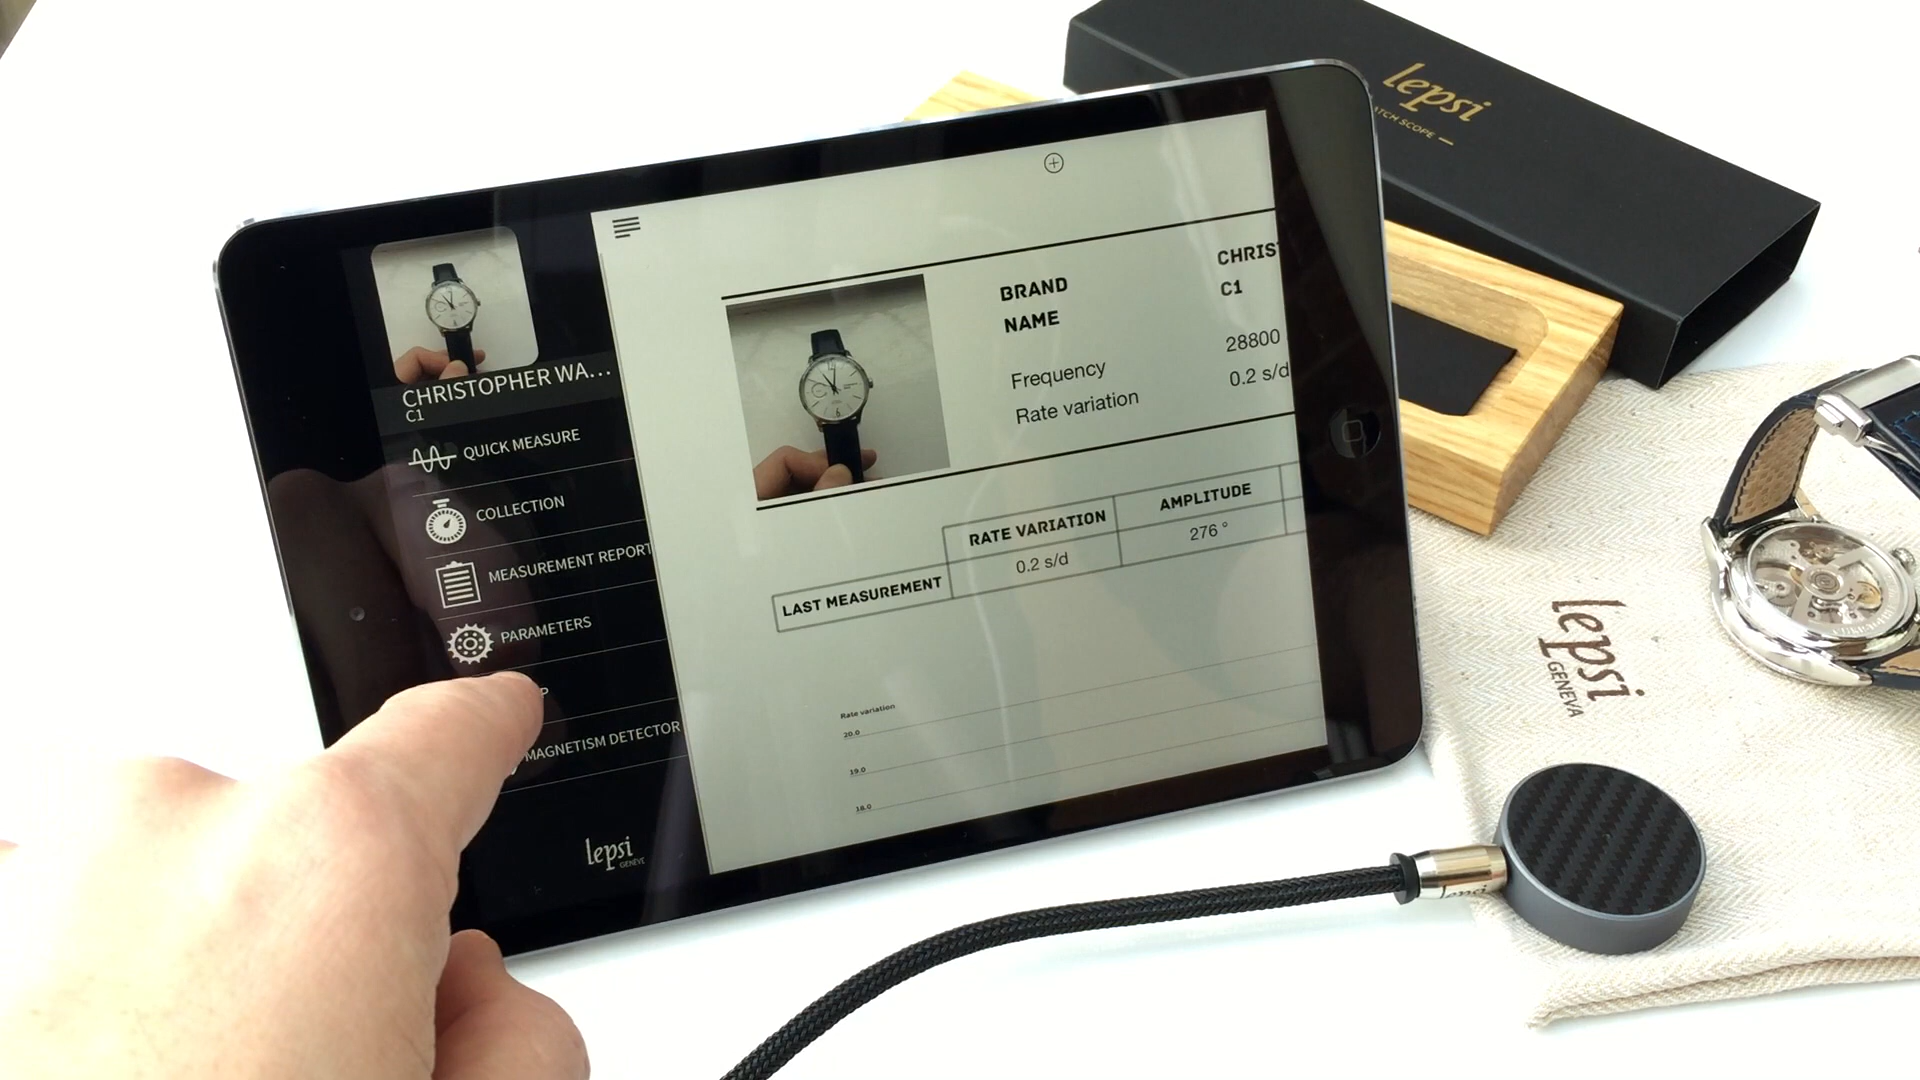 lepsi
CHRISTOPHER WA...
C1
QUICK MEASURE
COLLECTION
MEASUREMENT REPORT
PARAMETERS
P
MAGNETISM DETECTOR
lepsi
GENÈVE
BRAND
CHRIS
NAME
C1
Frequency
28800
Rate variation
0.2 s/d
RATE VARIATION
AMPLITUDE
LAST MEASUREMENT
0.2 s/d
276 °
Rate variation
20.0
19.0
18.0
lepsi
GENEVA
lepsi